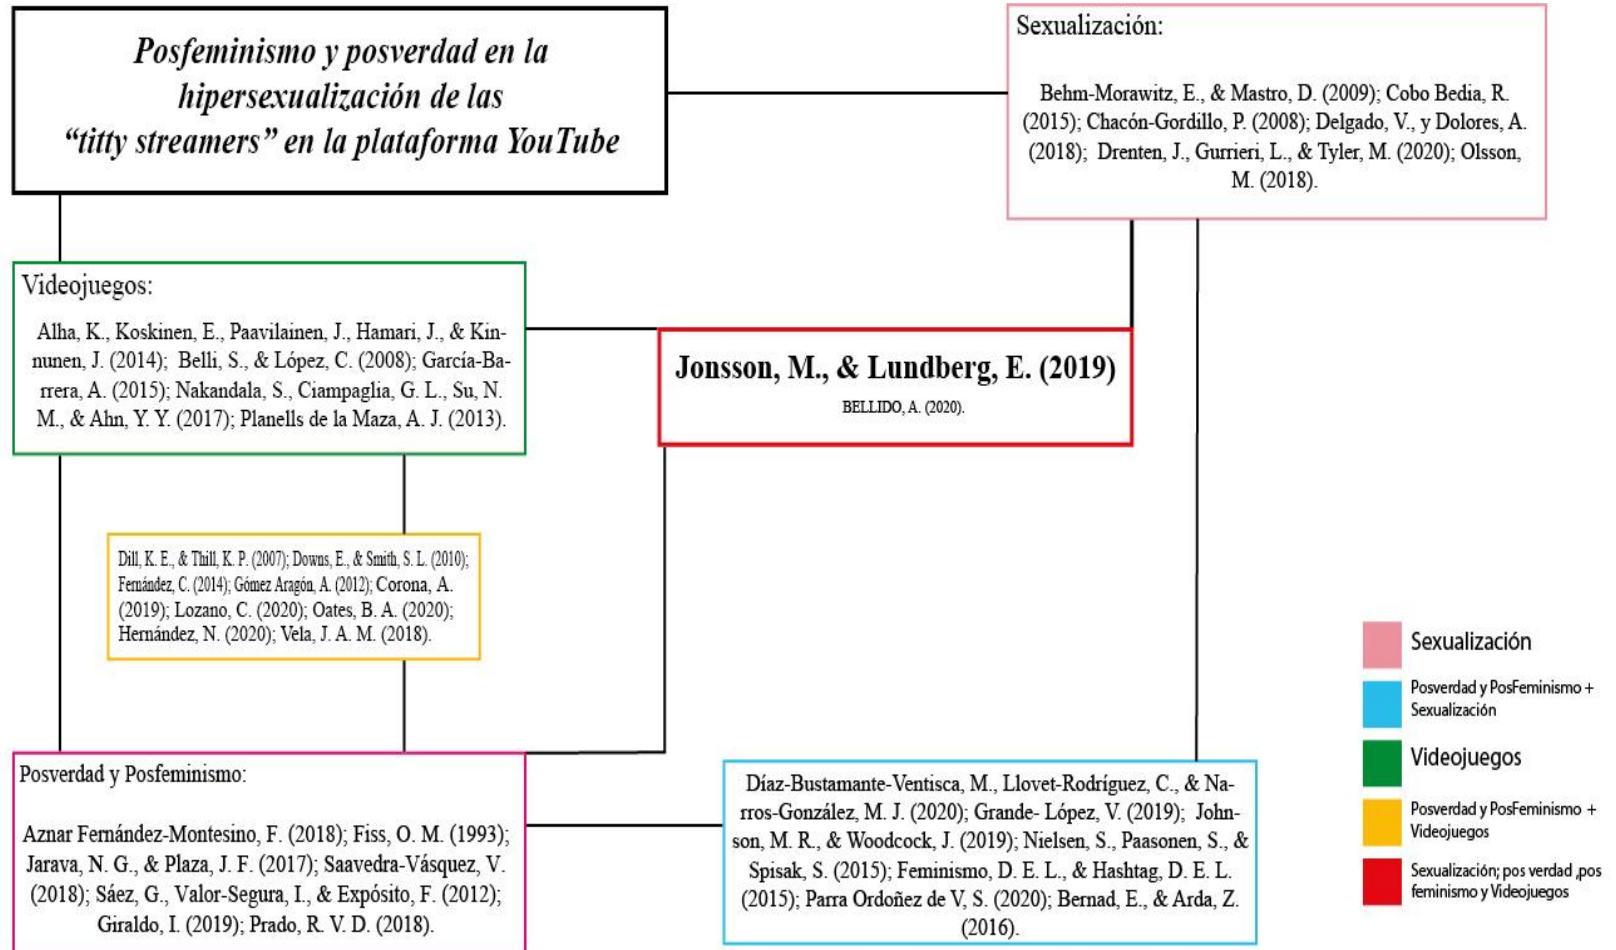 Posfeminismo y posverdad en la
hipersexualización de las
“titty streamers” en la plataforma YouTube
Sexualización:
Behm-Morawitz, E., & Mastro, D. (2009); Cobo Bedia, R.
(2015); Chacón-Gordillo, P. (2008); Delgado, V., y Dolores, A.
(2018); Drenten, J., Gurrieri, L., & Tyler, M. (2020); Olsson,
M. (2018).
Videojuegos:
Alha, K., Koskinen, E., Paavilainen, J., Hamari, J., & Kin-
nunen, J. (2014); Belli, S., & López, C. (2008); García-Ba-
rrera, A. (2015); Nakandala, S., Ciampaglia, G. L., Su, N.
M., & Ahn, Y. Y. (2017); Planells de la Maza, A. J. (2013).
Jonsson, M., & Lundberg, E. (2019)
BELLIDO, A. (2020).
Dill, K. E., & Thill, K. P. (2007); Downs, E., & Smith, S. L. (2010);
Fernández, C. (2014); Gómez Aragón, A. (2012); Corona, A.
(2019); Lozano, C. (2020); Oates, B. A. (2020);
Hernández, N. (2020); Vela, J. A. M. (2018).
Posverdad y Posfeminismo:
Aznar Fernández-Montesino, F. (2018); Fiss, O. M. (1993);
Jarava, N. G., & Plaza, J. F. (2017); Saavedra-Vásquez, V.
(2018); Sáez, G., Valor-Segura, I., & Expósito, F. (2012);
Giraldo, I. (2019); Prado, R. V. D. (2018).
Díaz-Bustamante-Ventisca, M., Llovet-Rodríguez, C., & Na-
rros-González, M. J. (2020); Grande- López, V. (2019); John-
son, M. R., & Woodcock, J. (2019); Nielsen, S., Paasonen, S., &
Spisak, S. (2015); Feminismo, D. E. L., & Hashtag, D. E. L.
(2015); Parra Ordoñez de V, S. (2020); Bernad, E., & Arda, Z.
(2016).
Sexualización
Posverdad y PosFeminismo +
Sexualización
Videojuegos
Posverdad y PosFeminismo +
Videojuegos
Sexualización; pos verdad ,pos
feminismo y Videojuegos